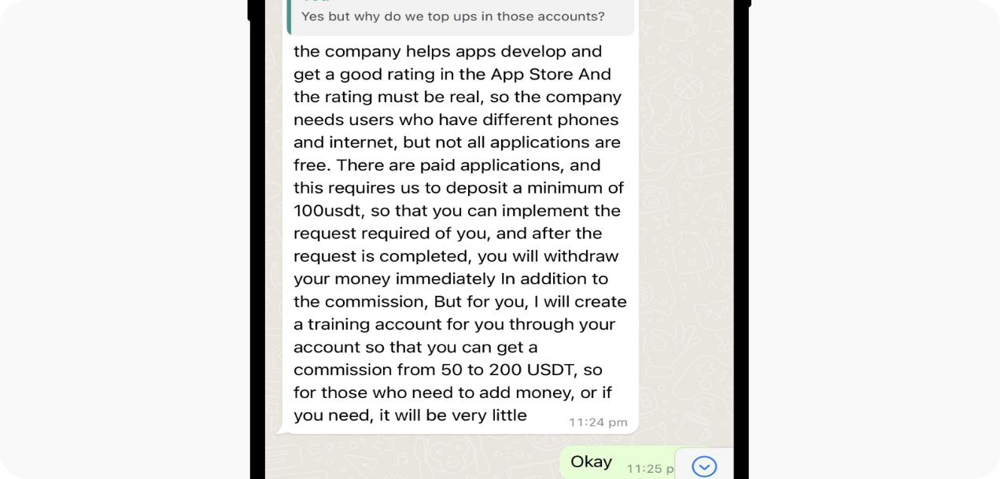 Yes but why do we top ups in those accounts?
the company helps apps develop and
get a good rating in the App Store And
the rating must be real, so the company
needs users who have different phones
and internet, but not all applications are
free. There are paid applications, and
this requires us to deposit a minimum of
100usdt, so that you can implement the
request required of you, and after the
request is completed, you will withdraw
your money immediately In addition to
the commission, But for you, I will create
a training account for you through your
account so that you can get a
commission from 50 to 200 USDT, so
for those who need to add money, or if
you need, it will be very little
11:24 pm
Okay
11:25 p